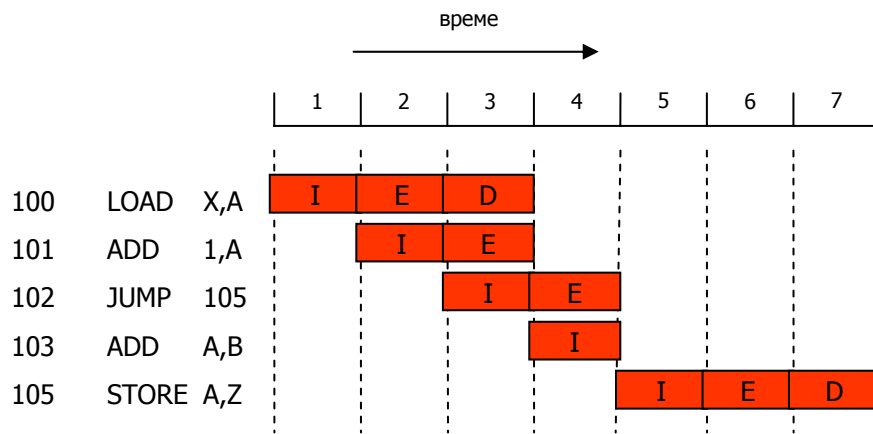 време
1 2 3 4 5 6 7
100 LOAD X,A I E D
101 ADD 1,A I E
102 JUMP 105 I E
103 ADD A,B I
105 STORE A,Z I E D